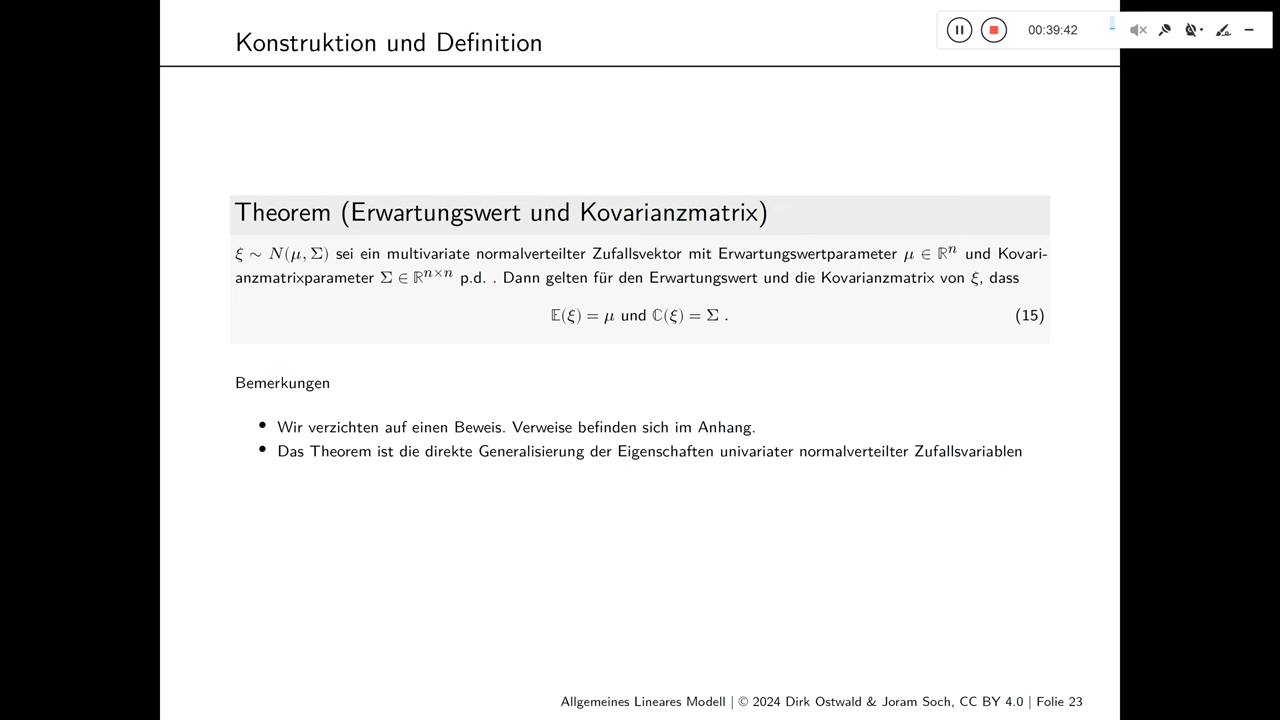 Konstruktion und Definition
00:39:42
Theorem (Erwartungswert und Kovarianzmatrix)
ξ ∼ N(μ, Σ) sei ein multivariate normalverteilter Zufallsvektor mit Erwartungswertparameter μ ∈ ℝⁿ und Kovari-
anzmatrixparameter Σ ∈ ℝⁿˣⁿ p.d. . Dann gelten für den Erwartungswert und die Kovarianzmatrix von ξ, dass
𝔼(ξ) = μ und ℂ(ξ) = Σ . (15)
Bemerkungen
• Wir verzichten auf einen Beweis. Verweise befinden sich im Anhang.
• Das Theorem ist die direkte Generalisierung der Eigenschaften univariater normalverteilter Zufallsvariablen
Allgemeines Lineares Modell | © 2024 Dirk Ostwald & Joram Soch, CC BY 4.0 | Folie 23